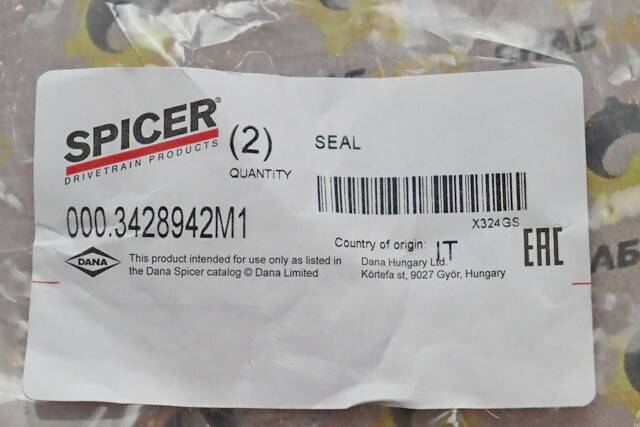 SPICER®
DRIVETRAIN PRODUCTS
(2)
QUANTITY
SEAL
000.3428942M1
X324GS
DANA
This product intended for use only as listed in
the Dana Spicer catalog © Dana Limited
Country of origin: IT
Dana Hungary Ltd.
Körtefa st, 9027 Győr, Hungary
EAC